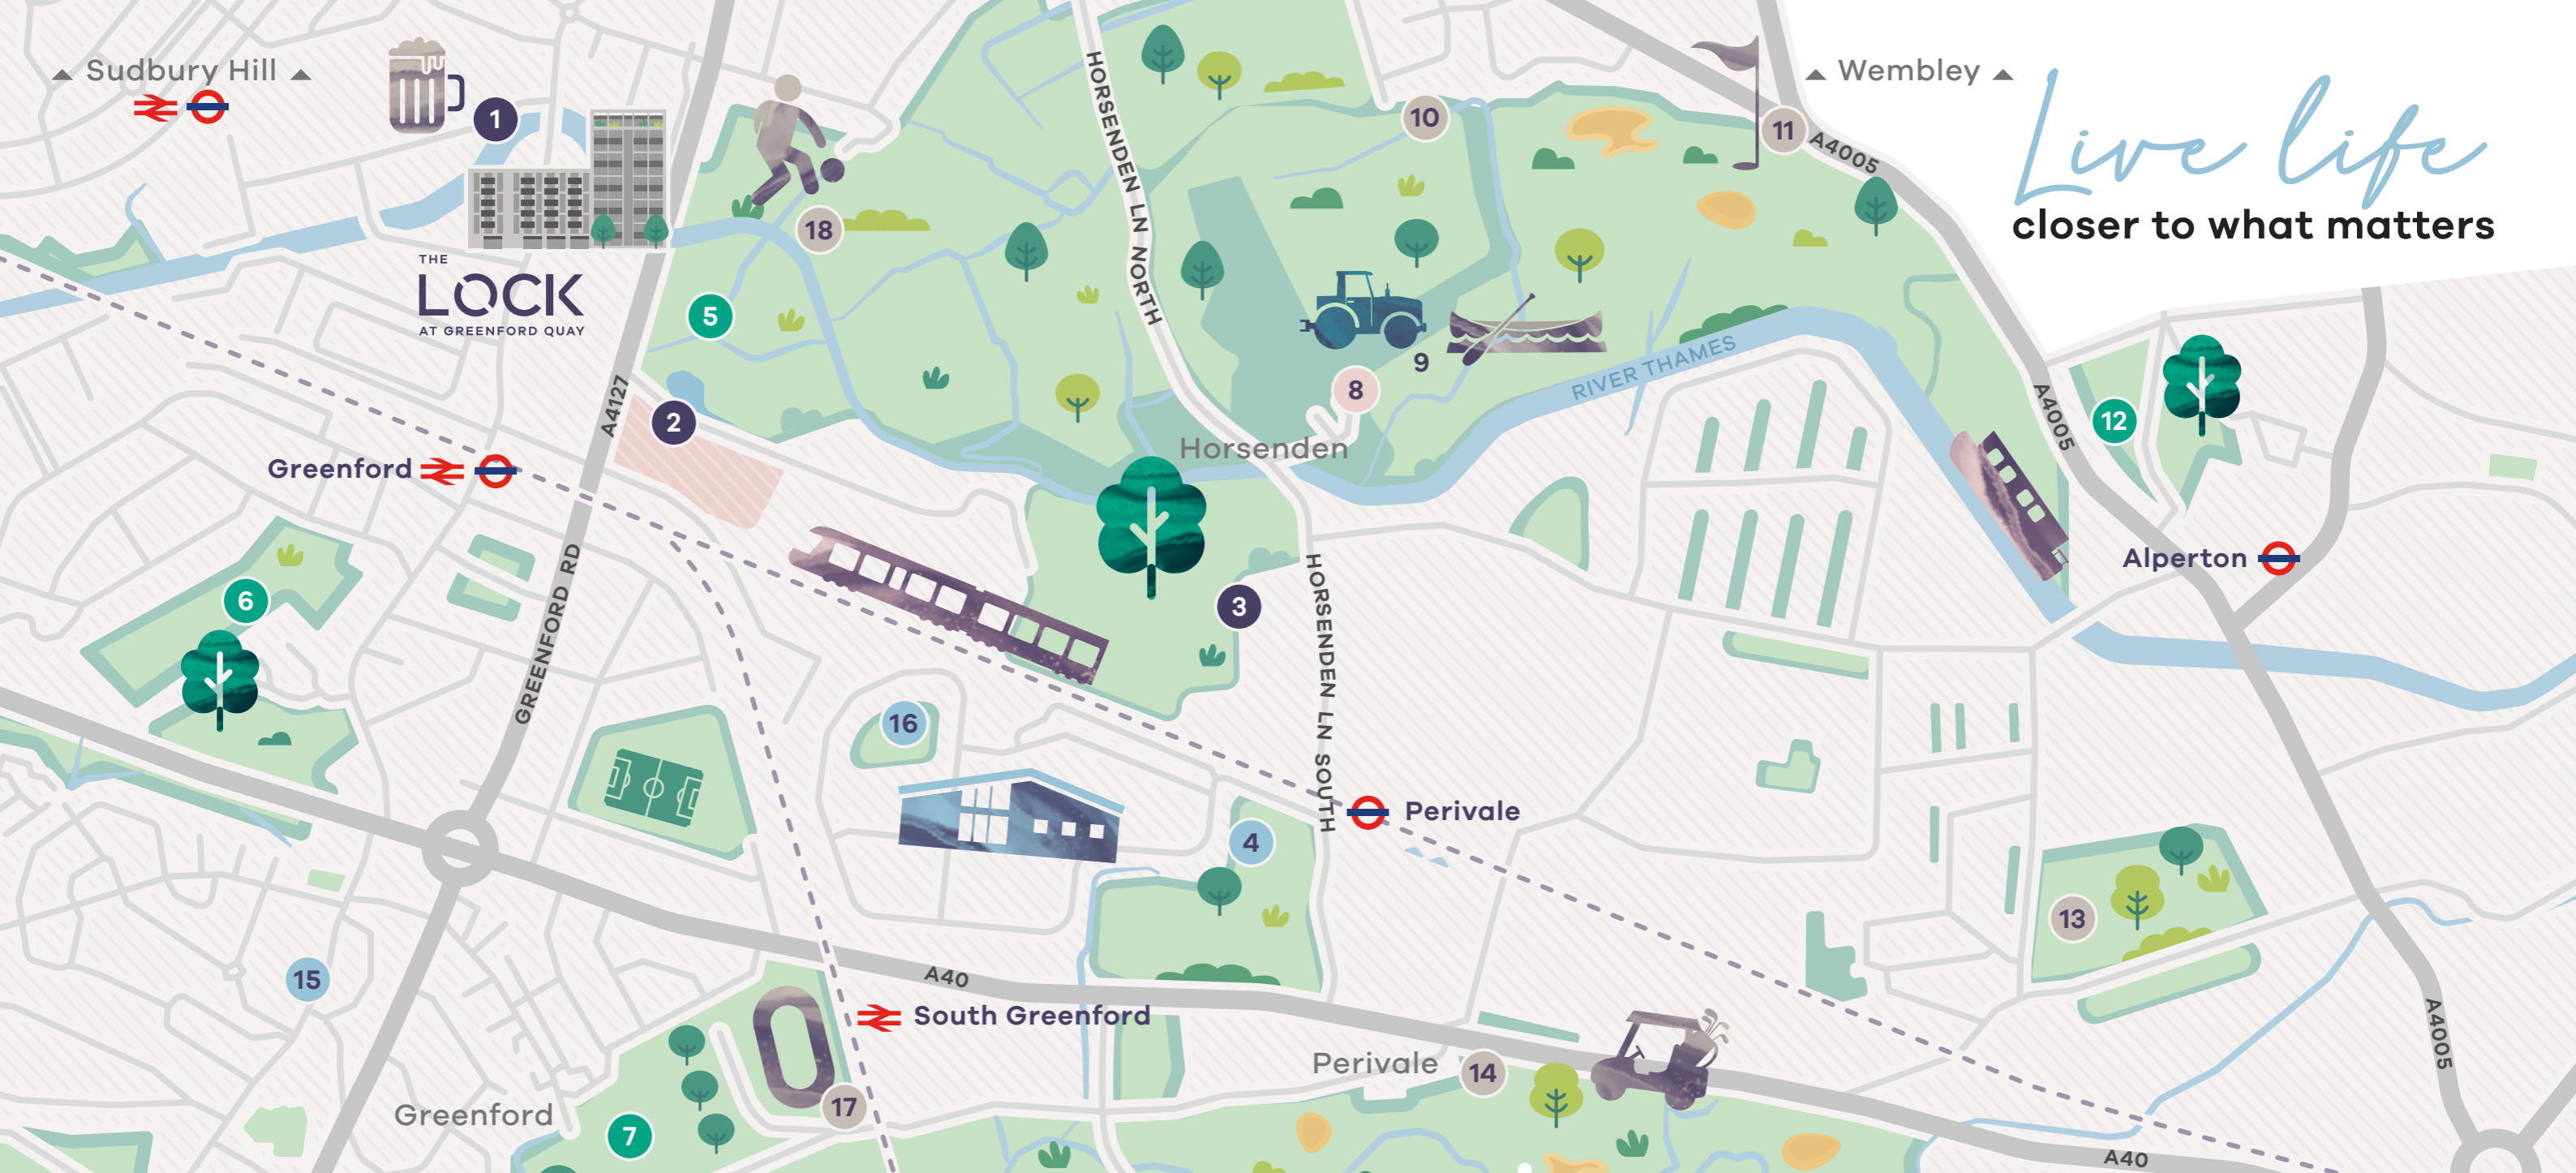 Sudbury Hill
1
THE
LOCK
AT GREENFORD QUAY
18
5
A4127
2
Greenford
HORSENDEN LN NORTH
10
11
A4005
Wembley
Live life
closer to what matters
9
8
RIVER THAMES
Horsenden
A4005
12
Alperton
6
GREENFORD RD
3
HORSENDEN LN SOUTH
16
4
Perivale
13
15
A40
South Greenford
Perivale
14
17
Greenford
7
A4005
A40